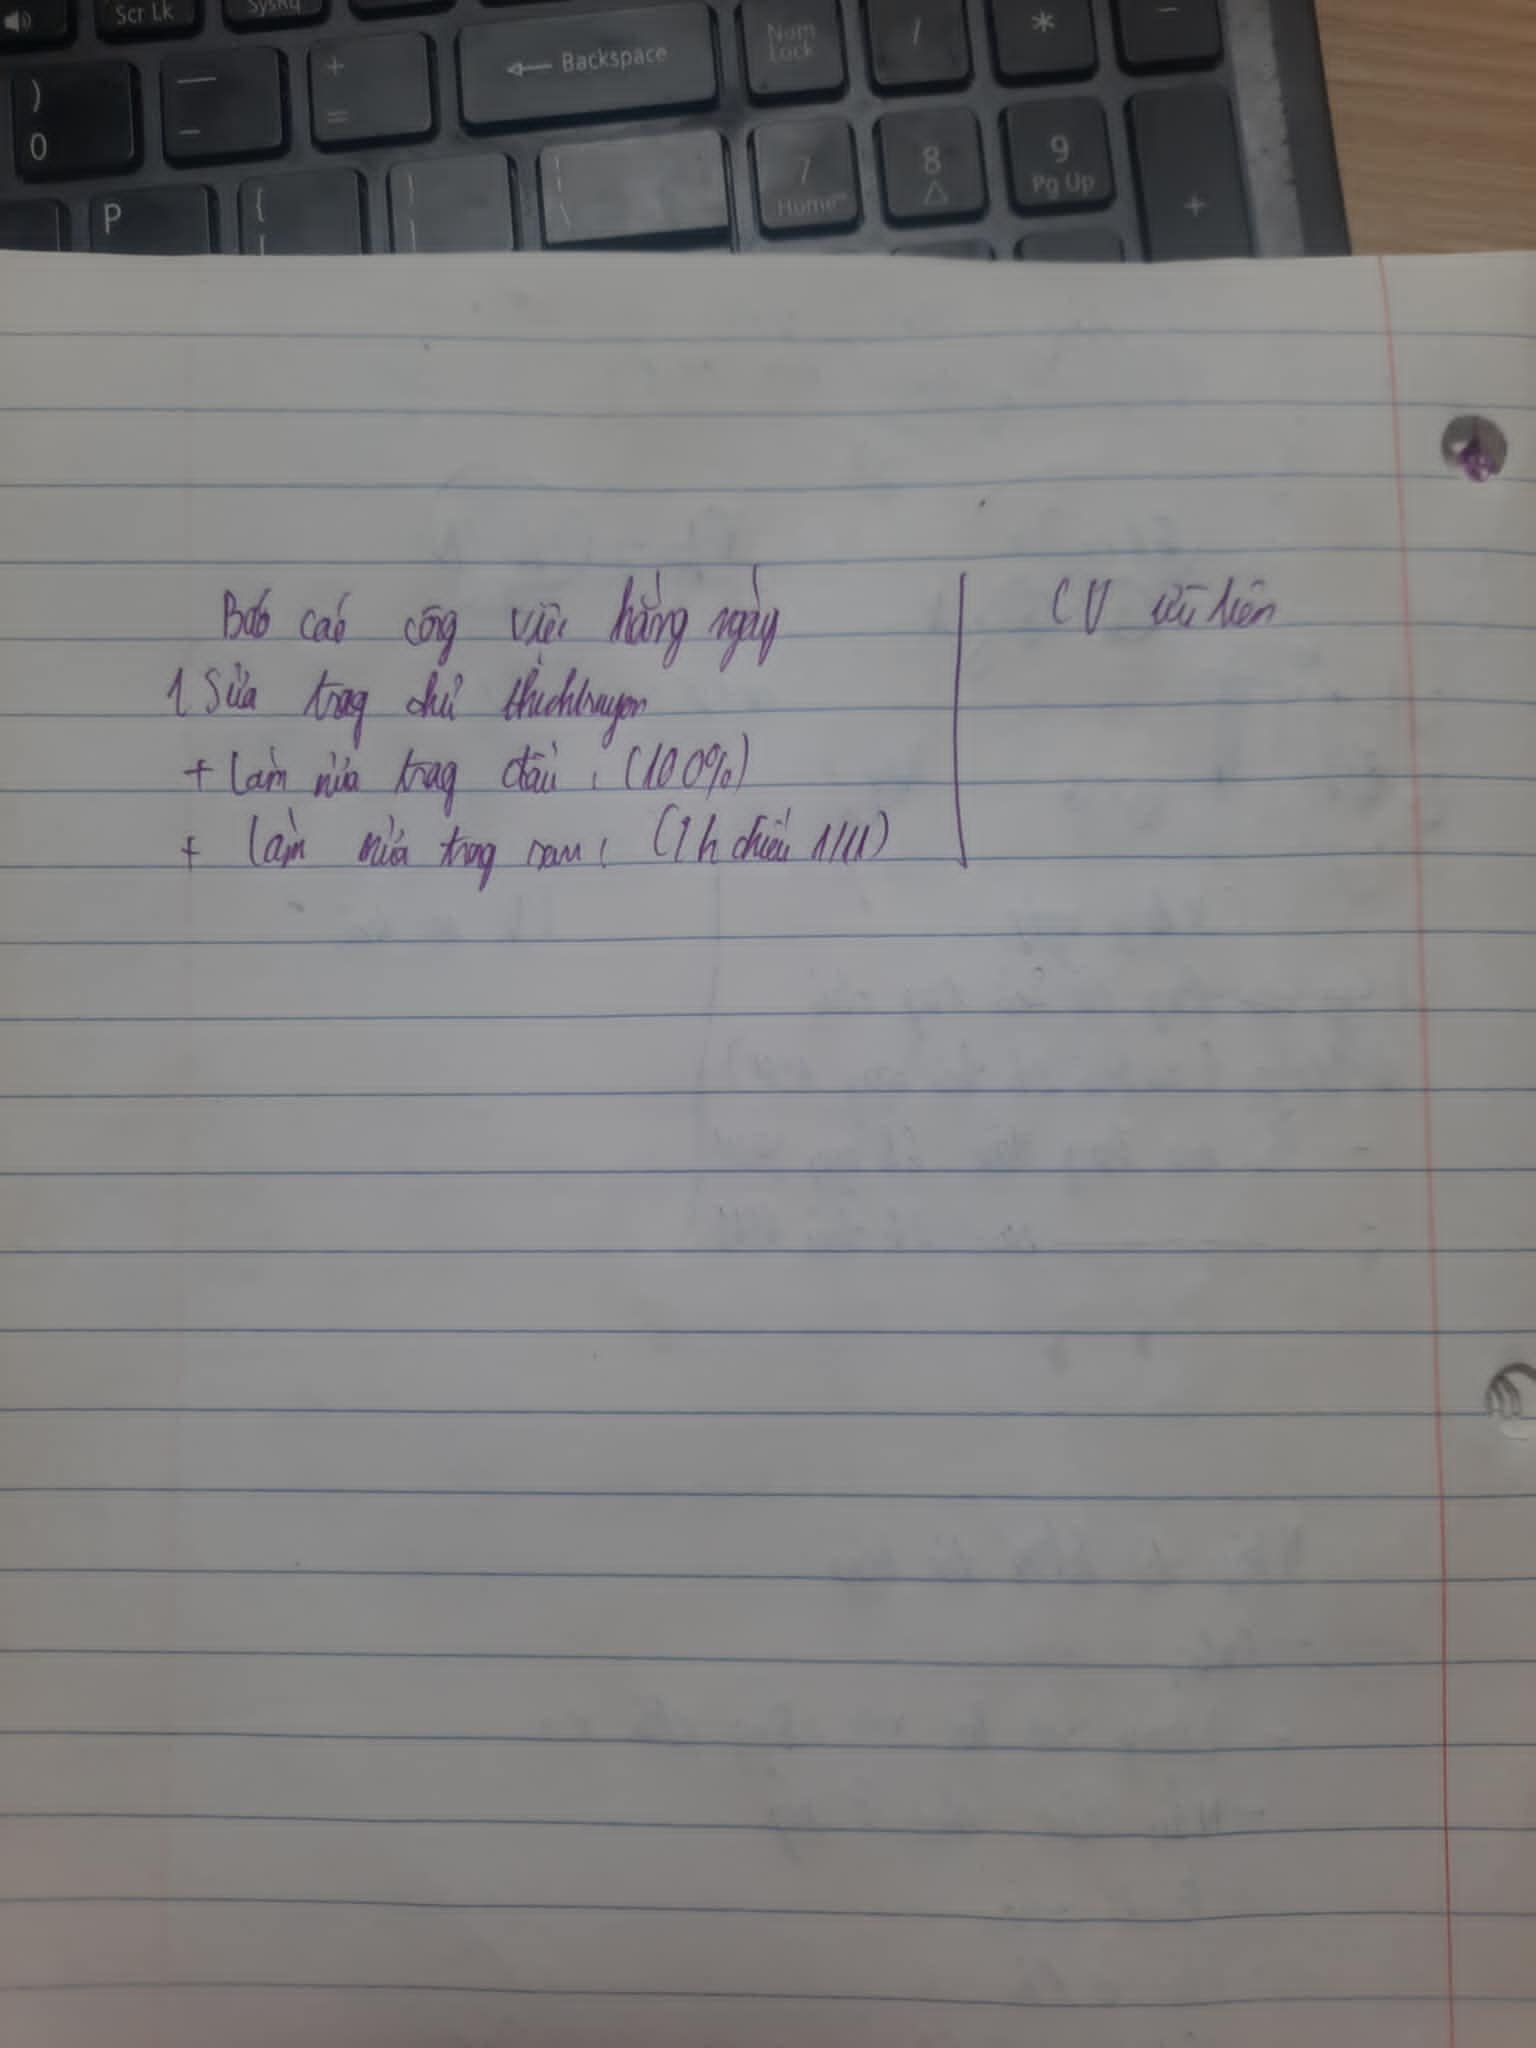 Scr Lk SysRq
← Backspace Num Lock / * -
) 0 _ - + =
P { | \ 7 Home 8 9 Pg Up +
Báo cáo công việc hằng ngày
CV ưu tiên
1 Sửa trang chủ thichtruyen
+ Làm nửa trang đầu : (100%)
+ Làm nửa trang sau : (1h chiều 1/11)